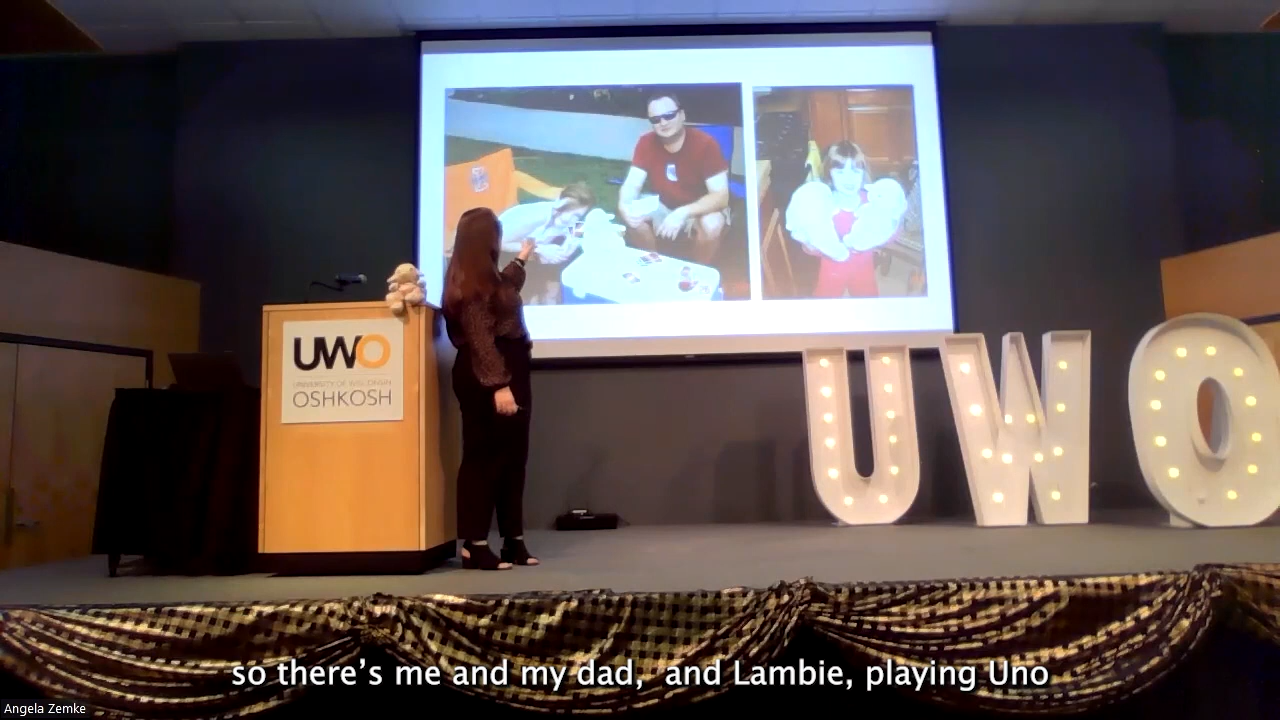 UWO
UNIVERSITY OF WISCONSIN
OSHKOSH
UWO
so there's me and my dad,  and Lambie, playing Uno
Angela Zemke